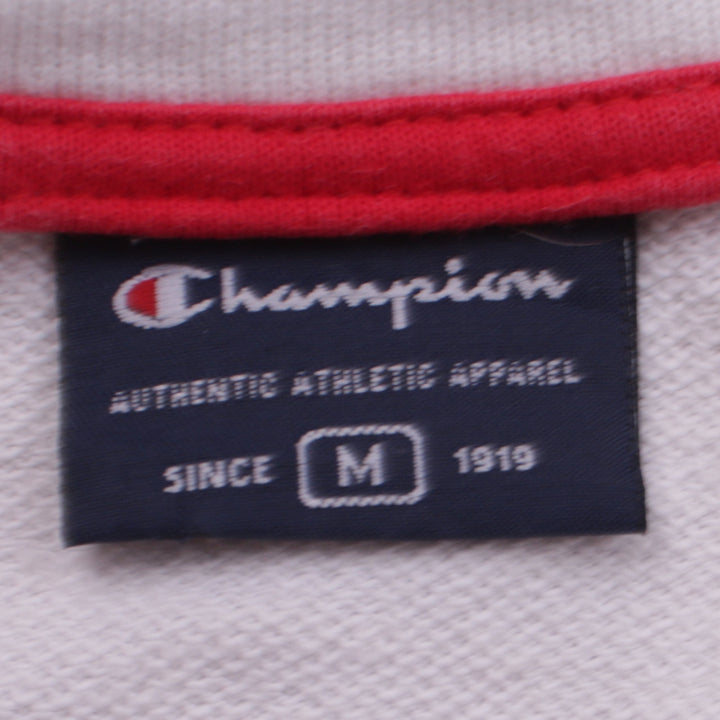 Champion
AUTHENTIC ATHLETIC APPAREL
SINCE M 1919